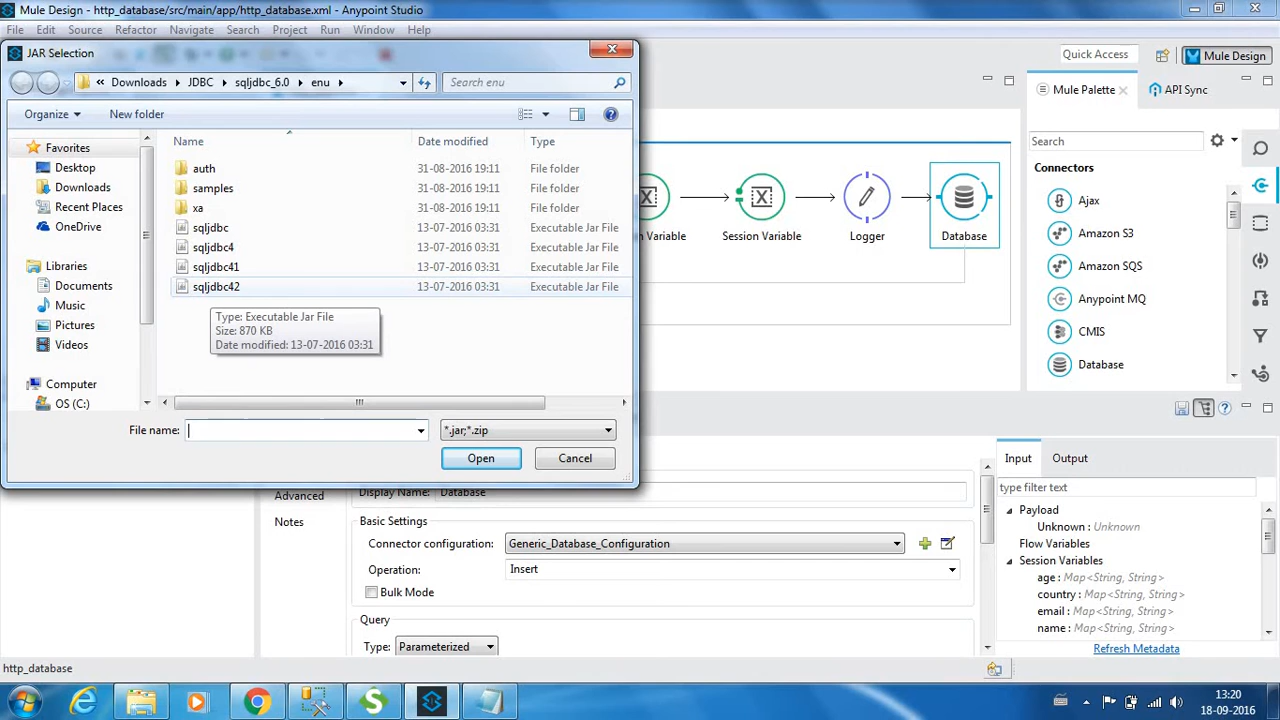 Mule Design - http_database/src/main/app/http_database.xml - Anypoint Studio
File Edit Source Refactor Navigate Search Project Run Window Help
JAR Selection
Quick Access
Mule Design
« Downloads JDBC sqljdbc_6.0 enu
Search enu
Mule Palette
API Sync
Organize
New folder
Search
Connectors
Ajax
Amazon S3
Amazon SQS
Anypoint MQ
CMIS
Database
Name Date modified Type
Favorites
Desktop
Downloads
Recent Places
OneDrive
Libraries
Documents
Music
Pictures
Videos
Computer
OS (C:)
auth 31-08-2016 19:11 File folder
samples 31-08-2016 19:11 File folder
xa 31-08-2016 19:11 File folder
sqljdbc 13-07-2016 03:31 Executable Jar File
sqljdbc4 13-07-2016 03:31 Executable Jar File
sqljdbc41 13-07-2016 03:31 Executable Jar File
sqljdbc42 13-07-2016 03:31 Executable Jar File
Type: Executable Jar File
Size: 870 KB
Date modified: 13-07-2016 03:31
Variable
Session Variable
Logger
Database
File name:
*.jar;*.zip
Open
Cancel
Advanced
Notes
Display Name: Database
Basic Settings
Connector configuration: Generic_Database_Configuration
Operation: Insert
Bulk Mode
Query
Type: Parameterized
Input
Output
type filter text
Payload
Unknown : Unknown
Flow Variables
Session Variables
age : Map<String, String>
country : Map<String, String>
email : Map<String, String>
name : Map<String, String>
Refresh Metadata
http_database
13:20
18-09-2016